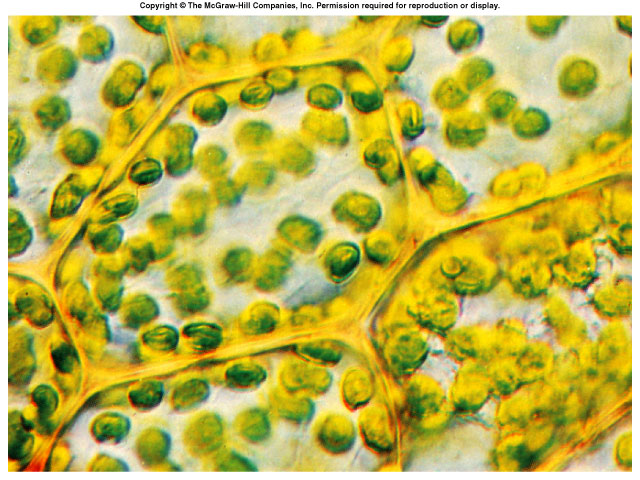 Copyright © The McGraw-Hill Companies, Inc. Permission required for reproduction or display.